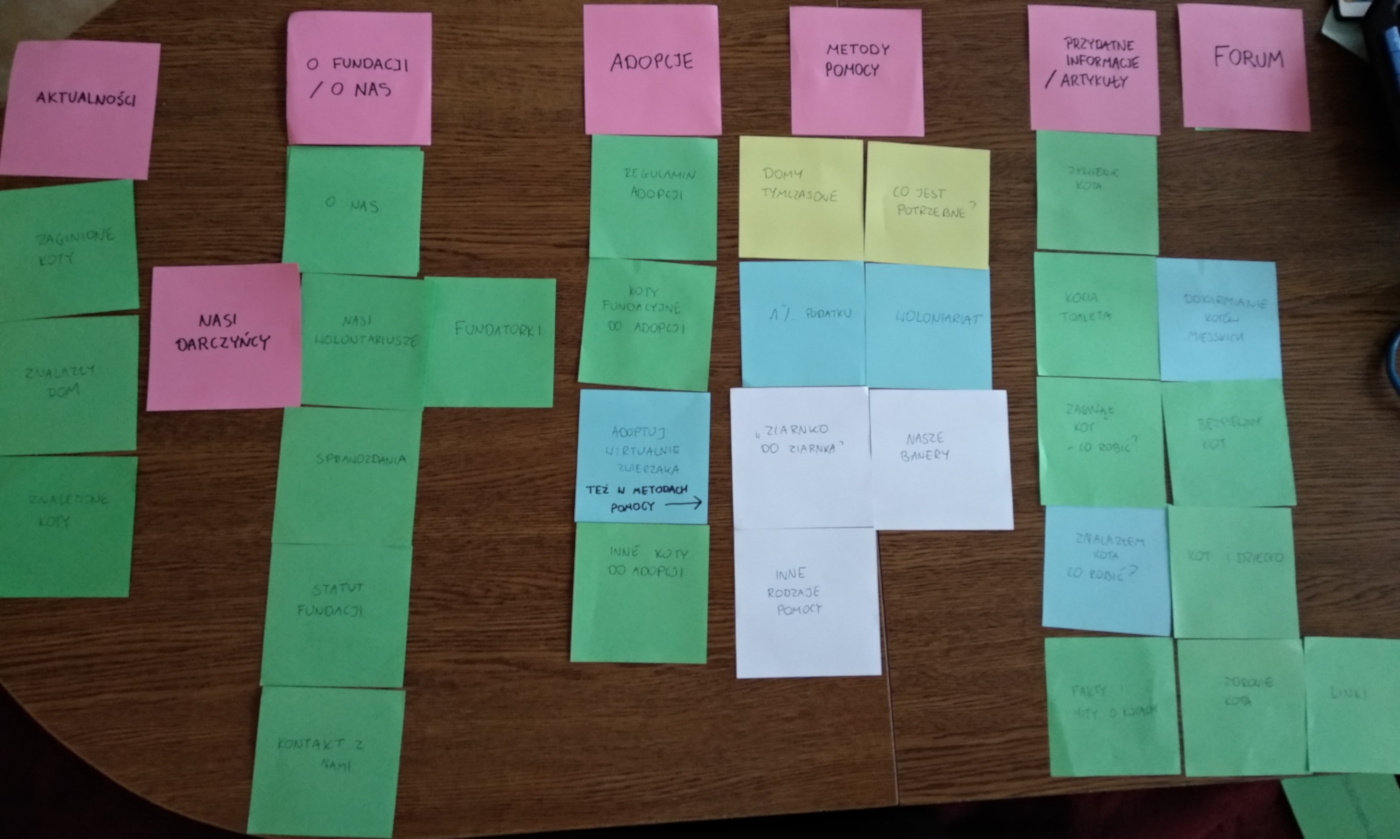 AKTUALNOŚCI
ZAGINIONE
KOTY
ZNALAZŁY
DOM
ZNALEZIONE
KOTY
O FUNDACJI
/ O NAS
O NAS
NASI
DARCZYŃCY
NASI
WOLONTARIUSZE
FUNDATORKI
SPRAWOZDANIA
STATUT
FUNDACJI
KONTAKT Z
NAMI
ADOPCJE
REGULAMIN
ADOPCJI
KOTY
FUNDACYJNE
DO ADOPCJI
ADOPTUJ
WIRTUALNIE
ZWIERZAKA
TEŻ W METODACH
POMOCY →
INNE KOTY
DO ADOPCJI
METODY
POMOCY
DOMY
TYMCZASOWE
CO JEST
POTRZEBNE?
1% PODATKU
WOLONTARIAT
„ZIARNKO
DO ZIARNKA"
NASZE
BANERY
INNE
RODZAJE
POMOCY
PRZYDATNE
INFORMACJE
/ ARTYKUŁY
ŻYWIENIE
KOTA
KOCIA
TOALETA
DOKARMIANIE
KOTÓW
MIEJSKICH
ZAGINĄŁ
KOT
- CO ROBIĆ?
BEZPIECZNY
KOT
ZNALAZŁEM
KOTA
CO ROBIĆ?
KOT I DZIECKO
FAKTY I
MITY O KOTACH
ZDROWIE
KOTA
LINKI
FORUM